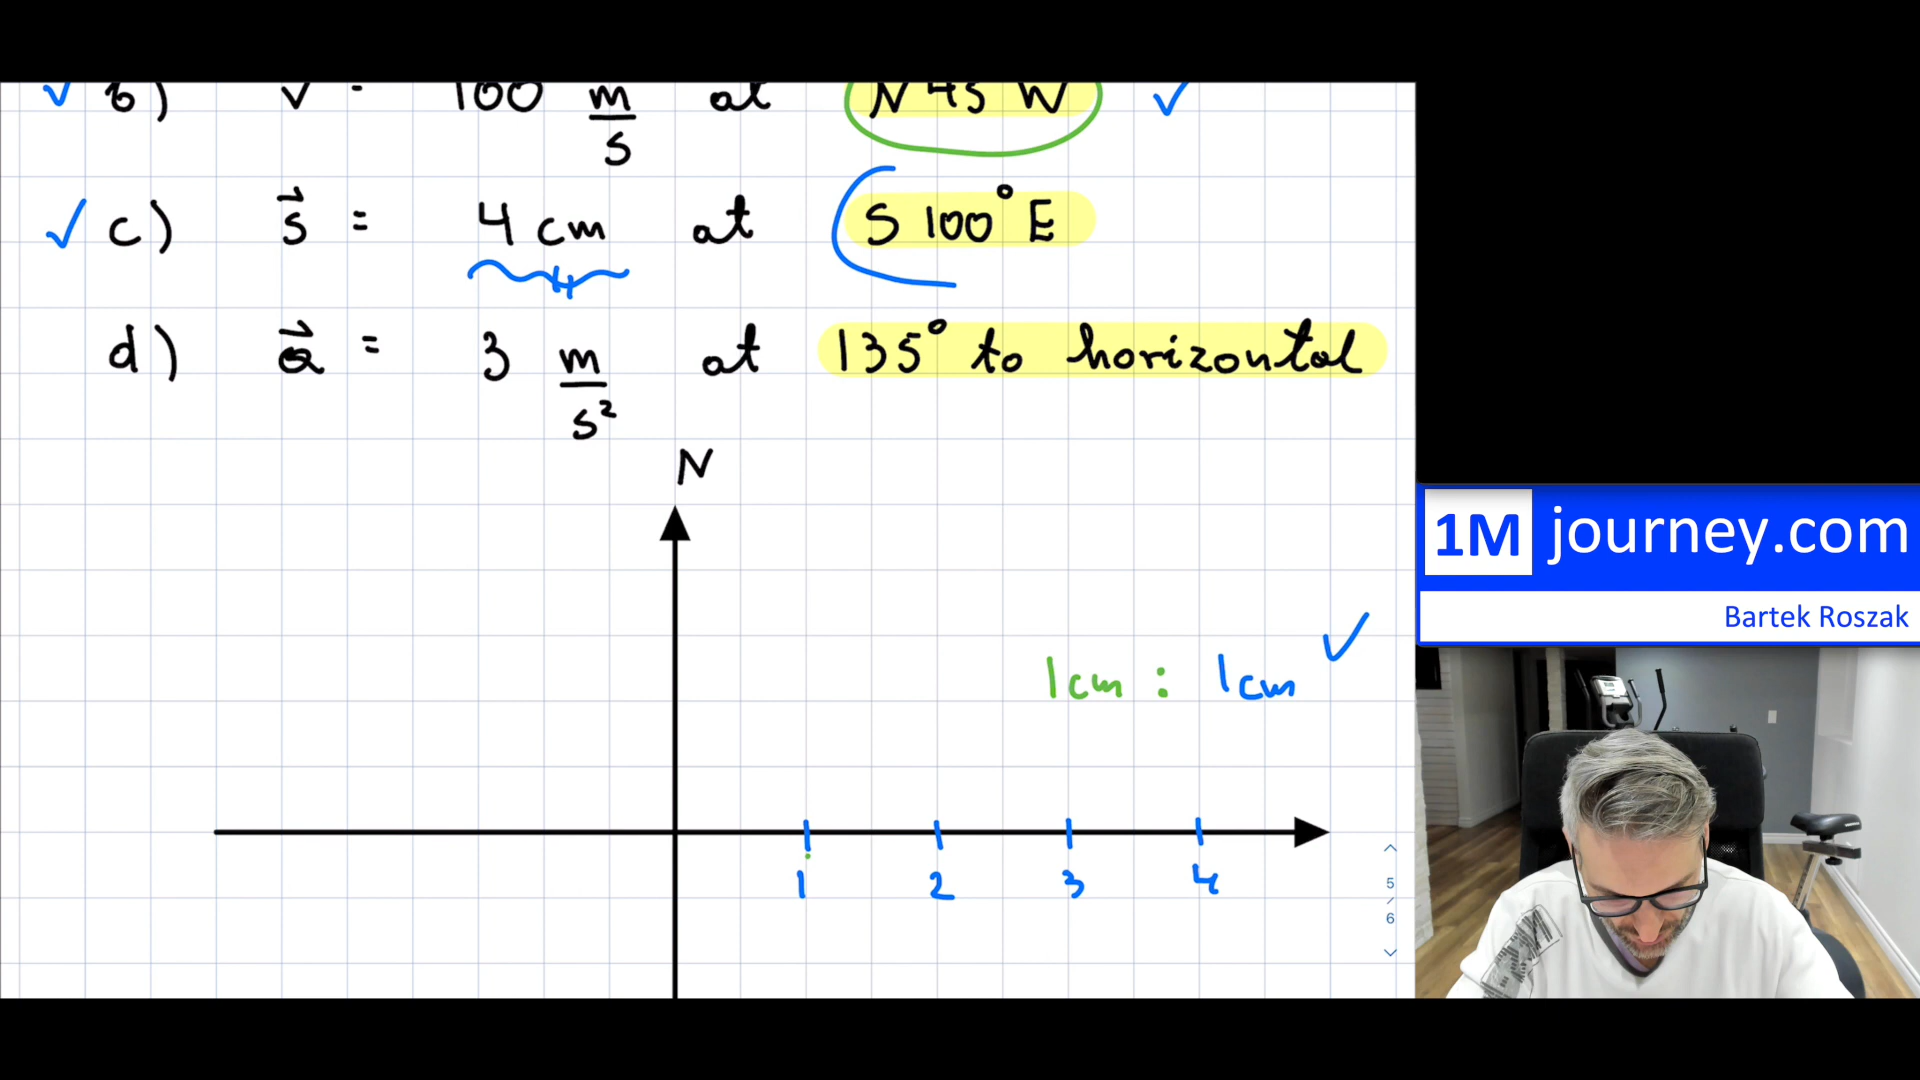 b) v = 100 m/s at N 45 W
c) s⃗ = 4 cm at S 100° E
4
d) a⃗ = 3 m/s² at 135° to horizontal
N
1M journey.com
Bartek Roszak
1cm : 1cm
1 2 3 4
5/6